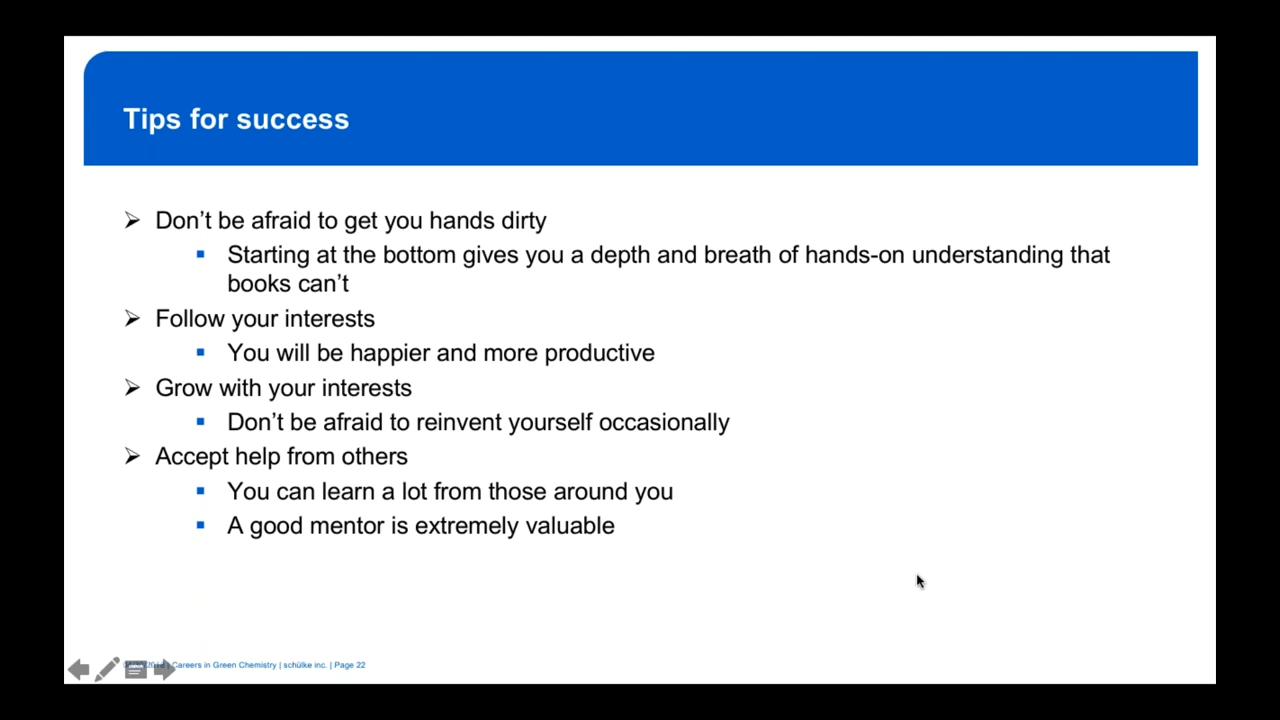 Tips for success
Don't be afraid to get you hands dirty
Starting at the bottom gives you a depth and breath of hands-on understanding that
books can't
Follow your interests
You will be happier and more productive
Grow with your interests
Don't be afraid to reinvent yourself occasionally
Accept help from others
You can learn a lot from those around you
A good mentor is extremely valuable
Careers in Green Chemistry | schülke inc. | Page 22